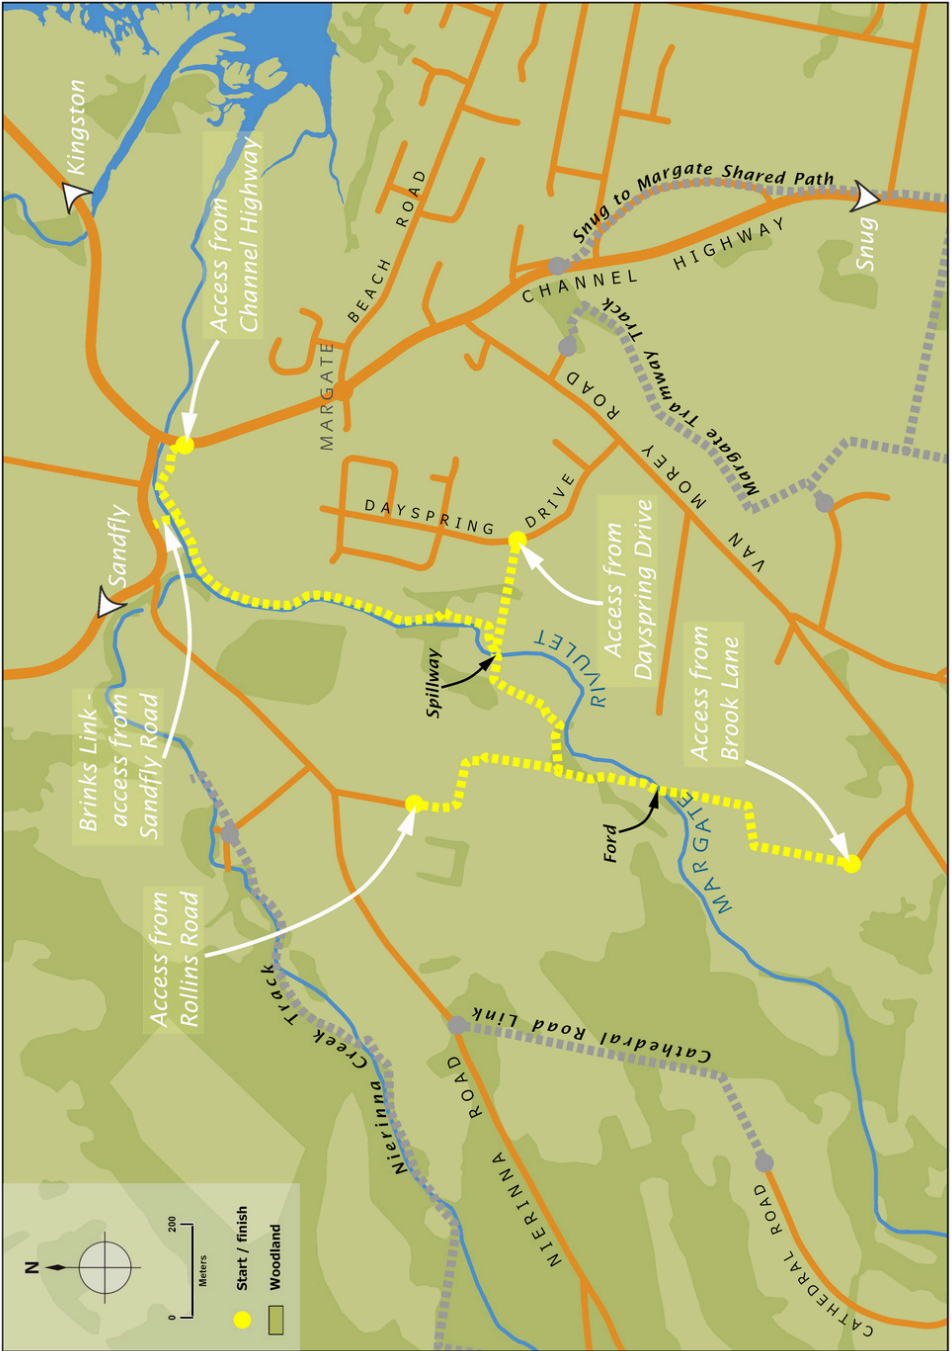 Kingston
Access from
Channel Highway
Sandfly
Brinks Link -
access from
Sandfly Road
Access from
Rollins Road
BEACH ROAD
MARGATE
Snug to Margate Shared Path
Snug
CHANNEL HIGHWAY
Margate Tramway Track
DAYSPRING DRIVE
VAN MOREY ROAD
Access from
Dayspring Drive
Access from
Brook Lane
Spillway
Ford
MARGATE RIVULET
Nierinna Creek Track
Cathedral Road Link
NIERINNA ROAD
CATHEDRAL ROAD
N
0 200
Meters
Start / finish
Woodland